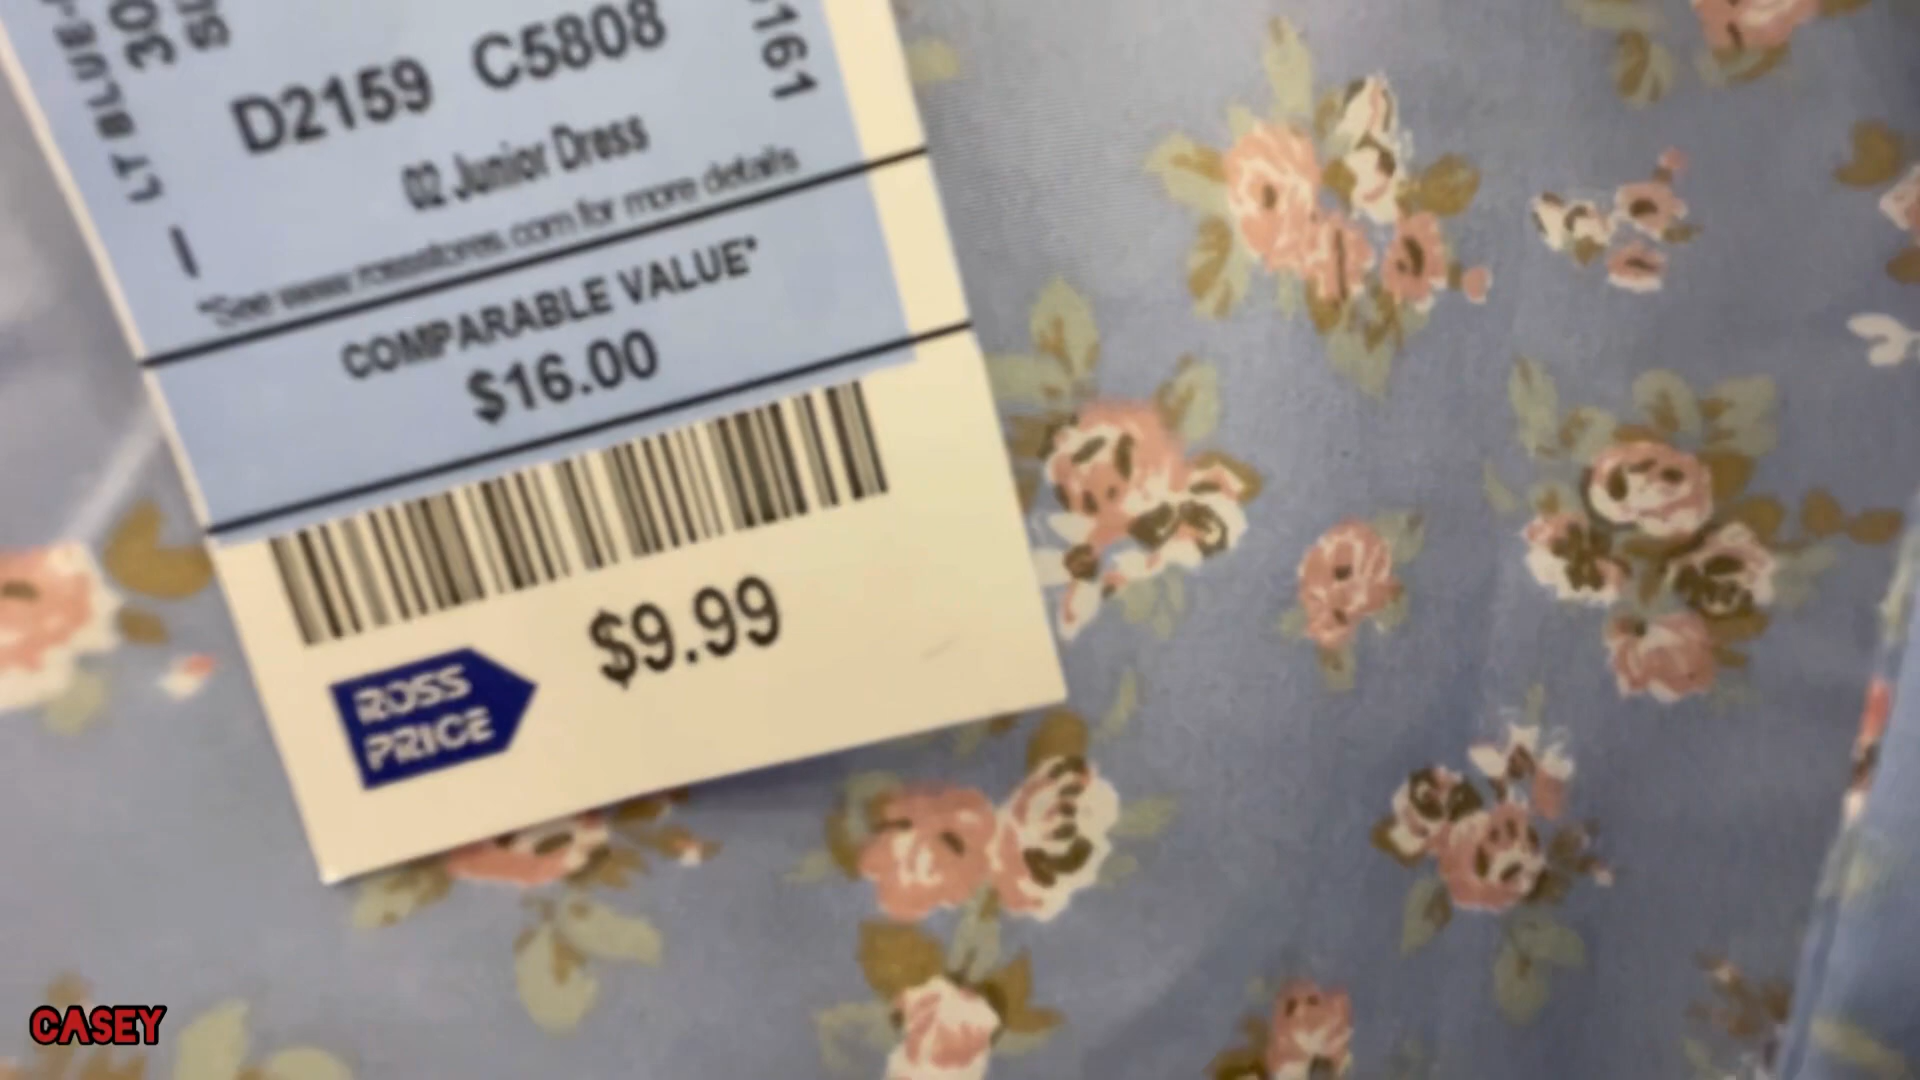 D2159 C5808
02 Junior Dress
*See www.rossstores.com for more details
COMPARABLE VALUE*
$16.00
$9.99
ROSS
PRICE
LT BLUE
161
CASEY